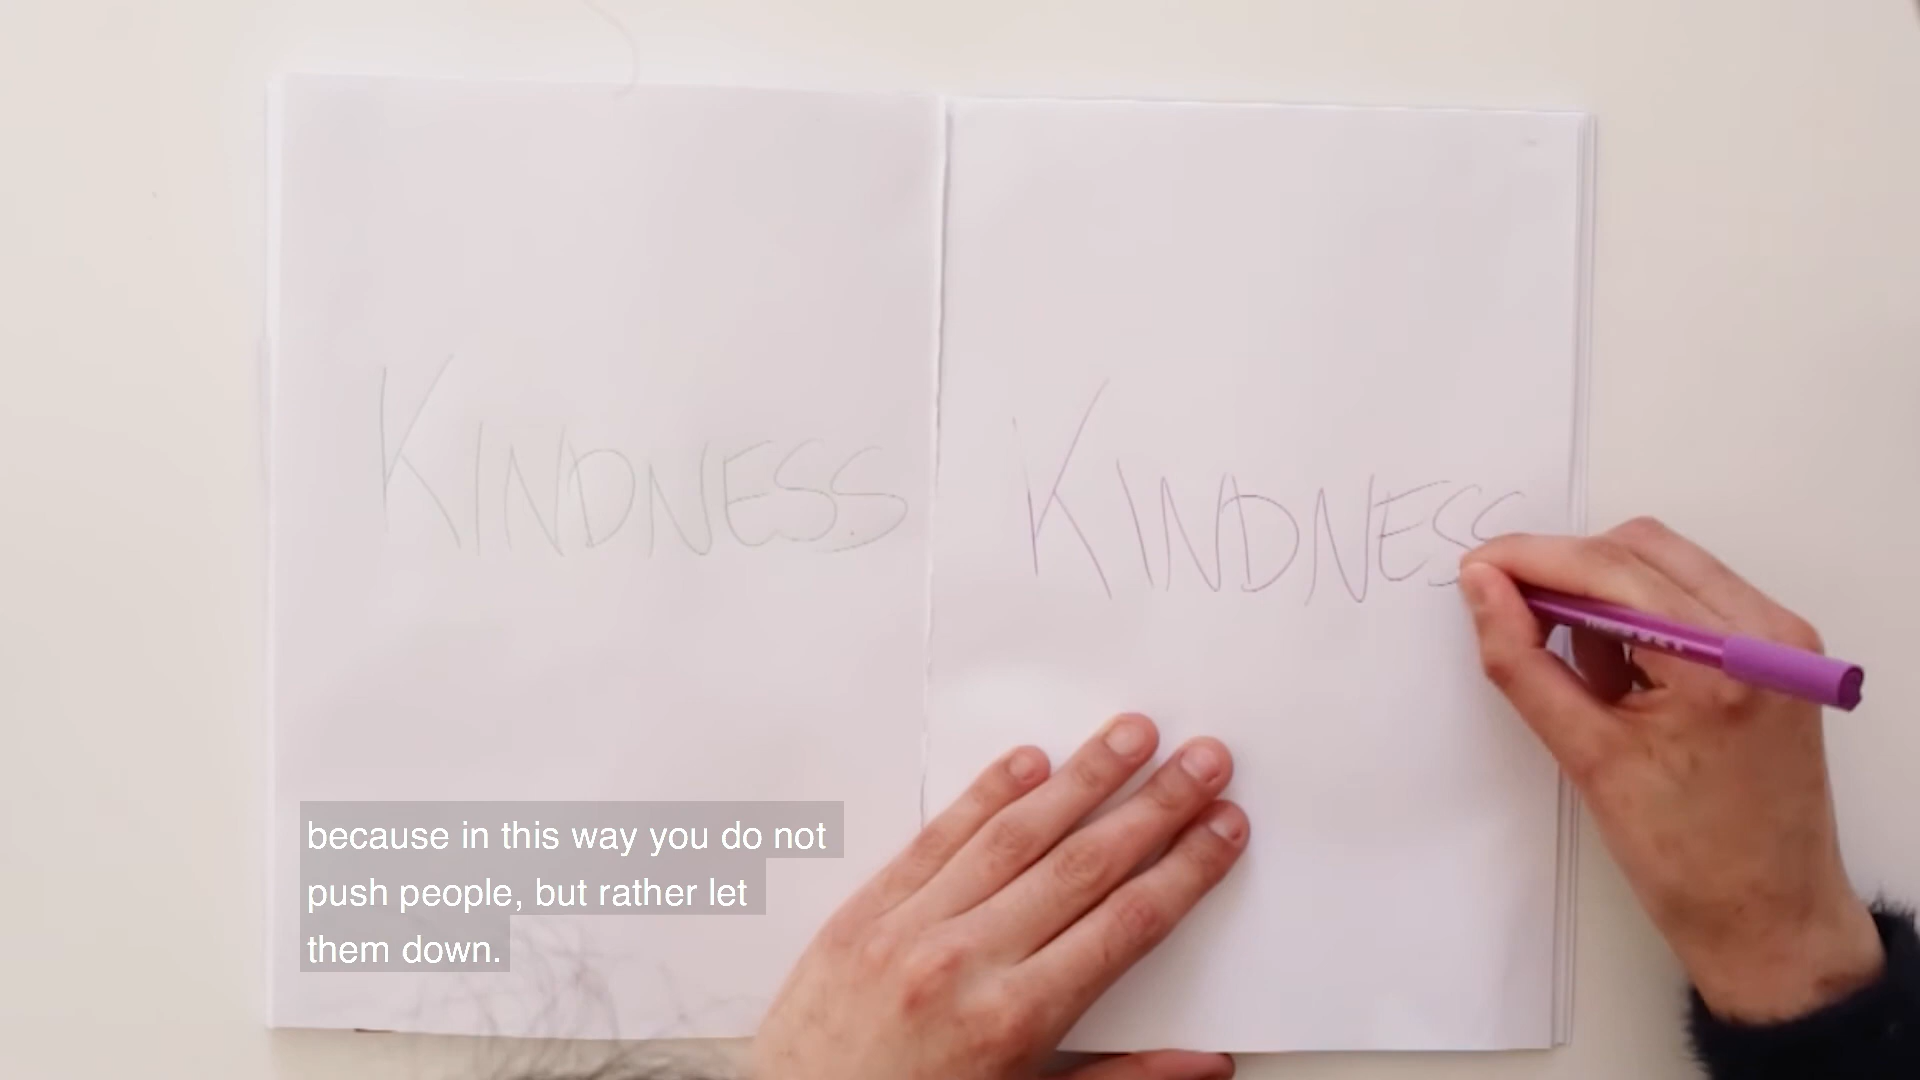 KINDNESS
KINDNESS
because in this way you do not
push people, but rather let
them down.